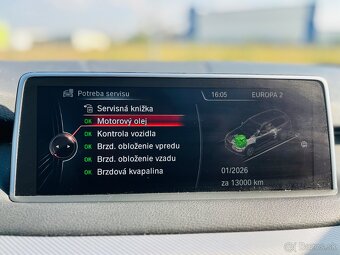 Potreba servisu
16:05
EUROPA 2
Servisná knižka
OK Motorový olej
OK Kontrola vozidla
OK Brzd. obloženie vpredu
OK Brzd. obloženie vzadu
OK Brzdová kvapalina
01/2026
za 13000 km